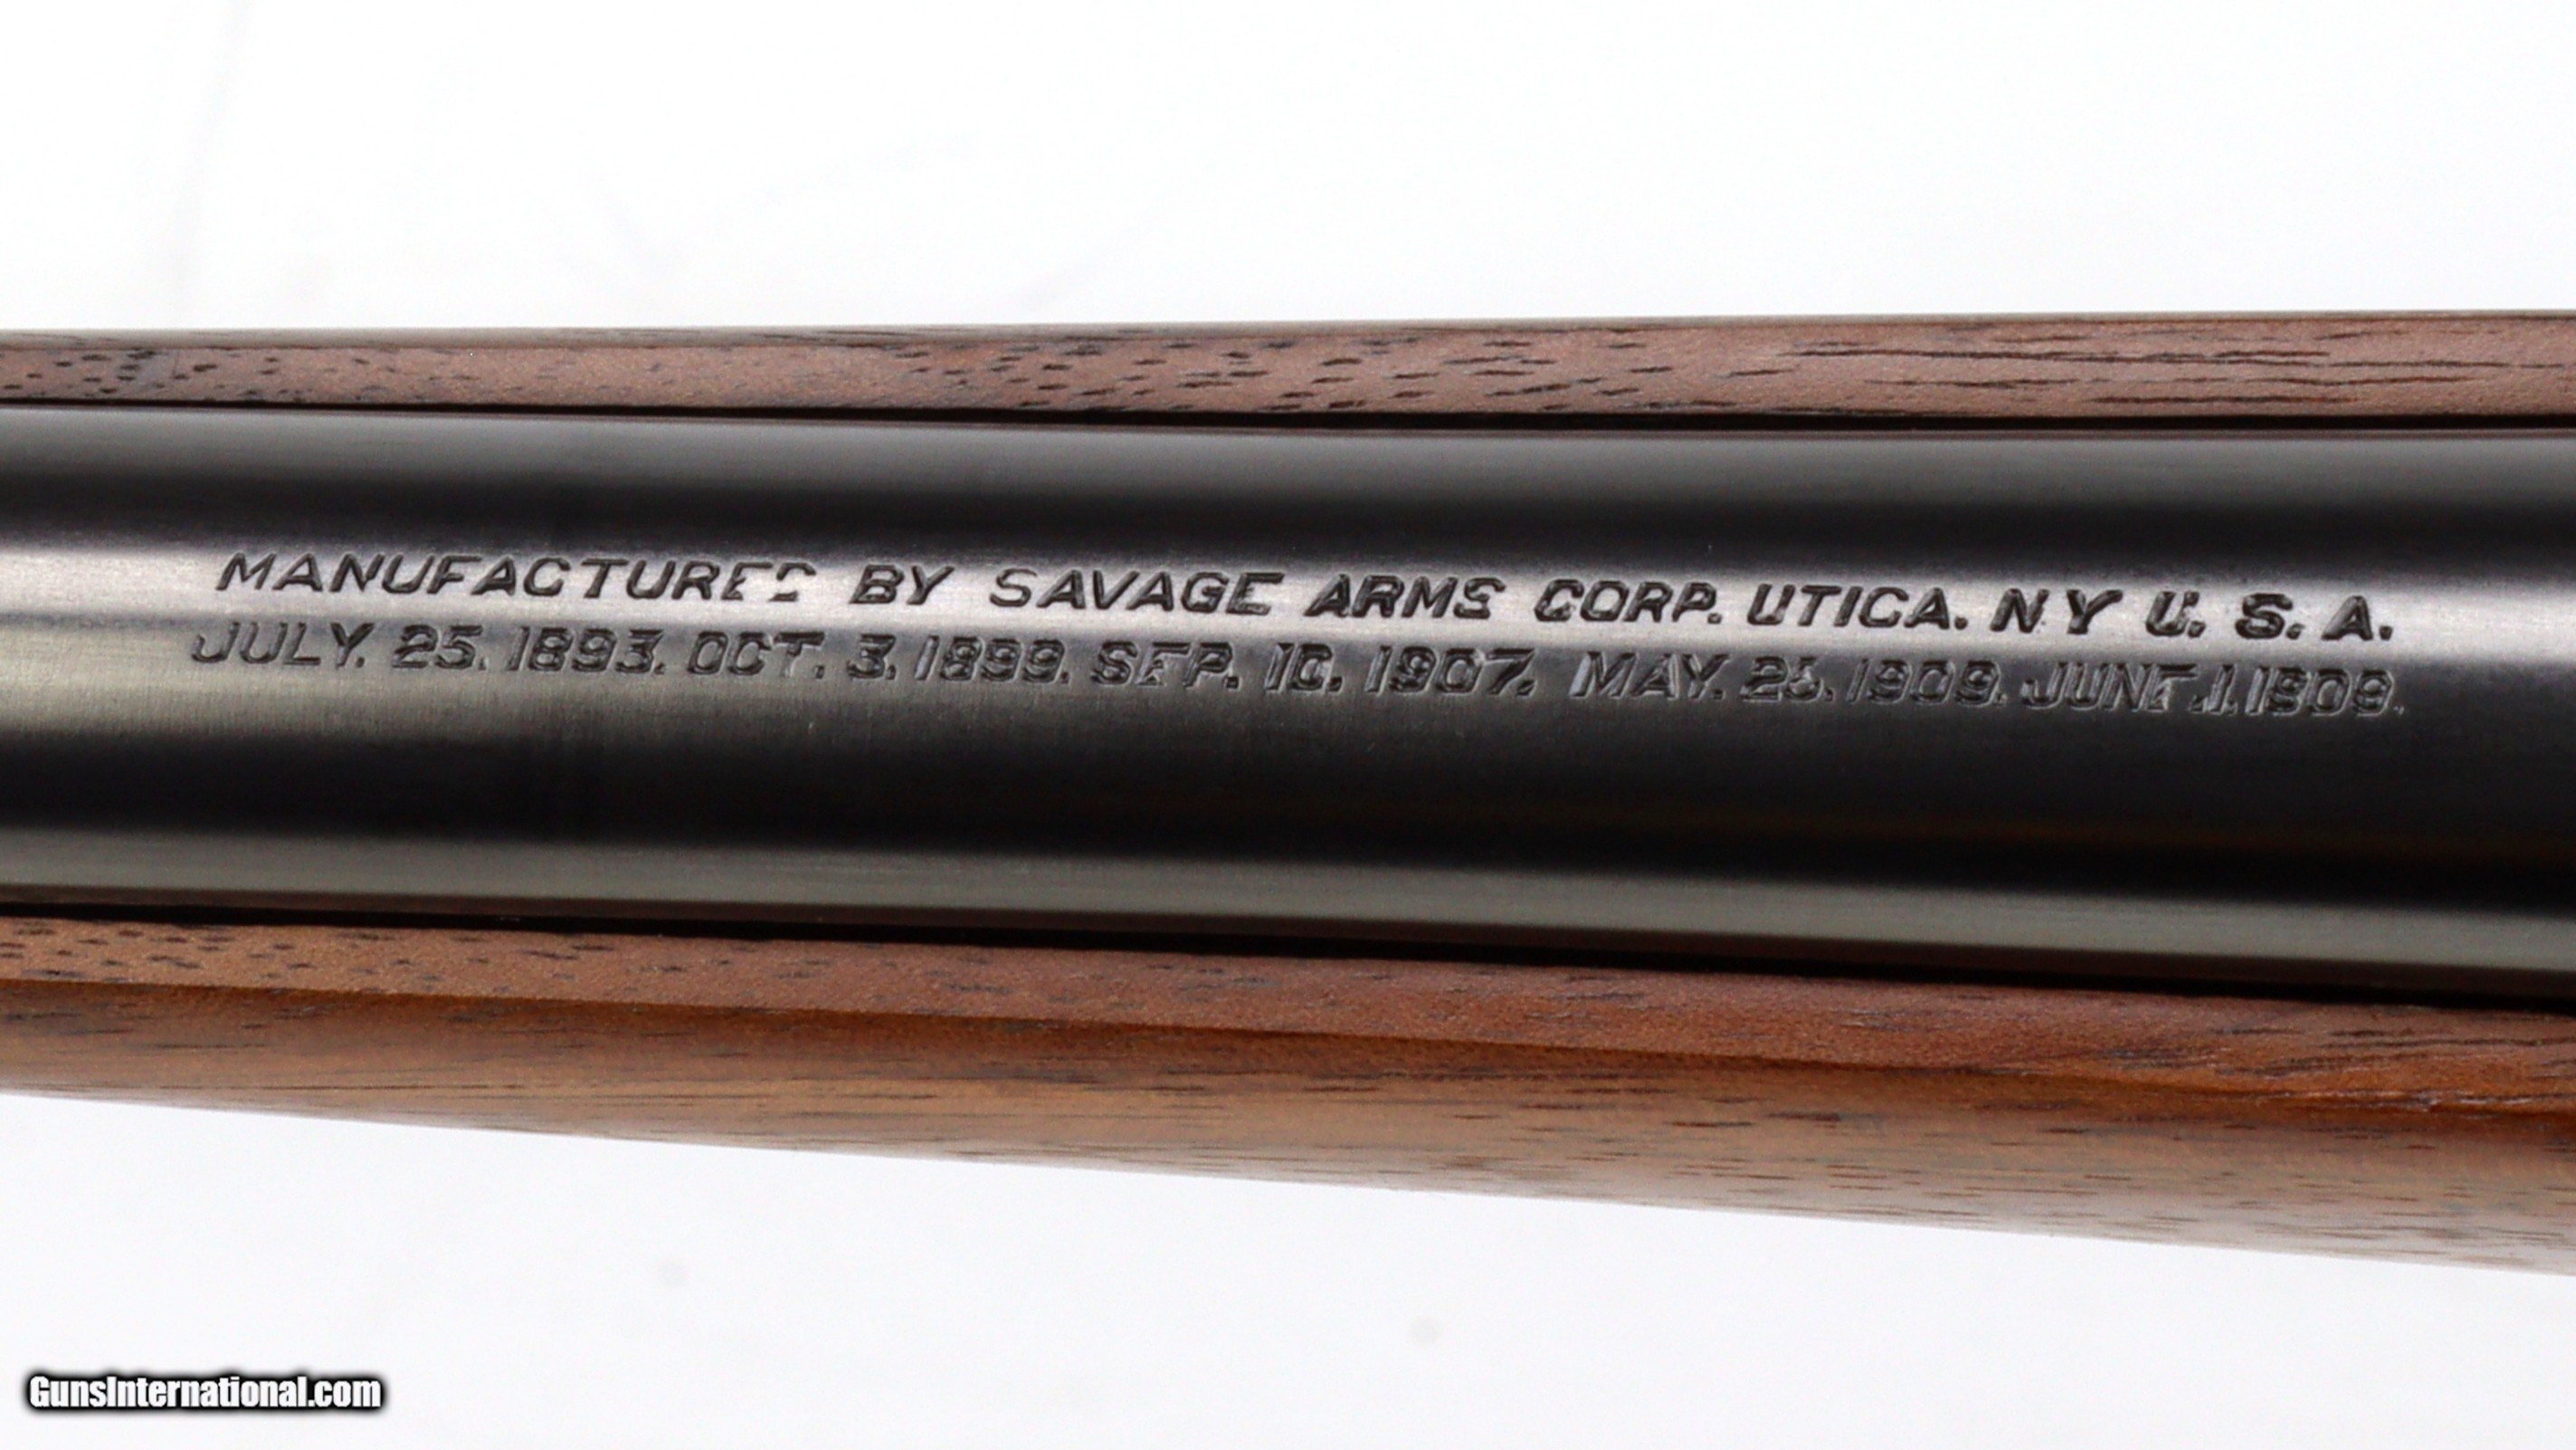 MANUFACTURED BY SAVAGE ARMS CORP. UTICA. N Y U. S. A.
JULY. 25. 1893. OCT. 3, 1899. SEP. 10. 1907. MAY. 25. 1909. JUNE .1.1909.
GunsInternational.com